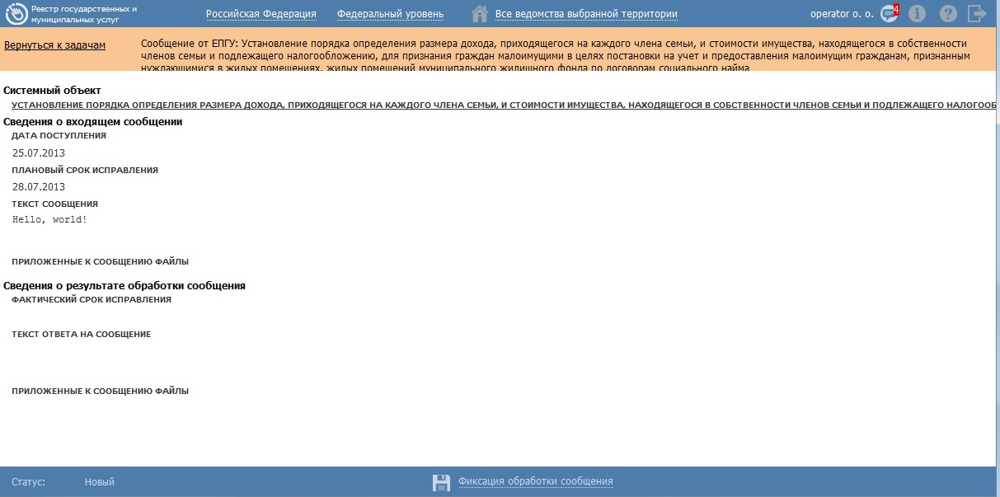 Реестр государственных и
муниципальных услуг
Российская Федерация Федеральный уровень Все ведомства выбранной территории operator о. о. 4
Вернуться к задачам
Сообщение от ЕПГУ: Установление порядка определения размера дохода, приходящегося на каждого члена семьи, и стоимости имущества, находящегося в собственности
членов семьи и подлежащего налогообложению, для признания граждан малоимущими в целях постановки на учет и предоставления малоимущим гражданам, признанным
нуждающимися в жилых помещениях, жилых помещений муниципального жилищного фонда по договорам социального найма
Системный объект
УСТАНОВЛЕНИЕ ПОРЯДКА ОПРЕДЕЛЕНИЯ РАЗМЕРА ДОХОДА, ПРИХОДЯЩЕГОСЯ НА КАЖДОГО ЧЛЕНА СЕМЬИ, И СТОИМОСТИ ИМУЩЕСТВА, НАХОДЯЩЕГОСЯ В СОБСТВЕННОСТИ ЧЛЕНОВ СЕМЬИ И ПОДЛЕЖАЩЕГО НАЛОГООБ
Сведения о входящем сообщении
ДАТА ПОСТУПЛЕНИЯ
25.07.2013
ПЛАНОВЫЙ СРОК ИСПРАВЛЕНИЯ
28.07.2013
ТЕКСТ СООБЩЕНИЯ
Hello, world!
ПРИЛОЖЕННЫЕ К СООБЩЕНИЮ ФАЙЛЫ
Сведения о результате обработки сообщения
ФАКТИЧЕСКИЙ СРОК ИСПРАВЛЕНИЯ
ТЕКСТ ОТВЕТА НА СООБЩЕНИЕ
ПРИЛОЖЕННЫЕ К СООБЩЕНИЮ ФАЙЛЫ
Статус: Новый Фиксация обработки сообщения